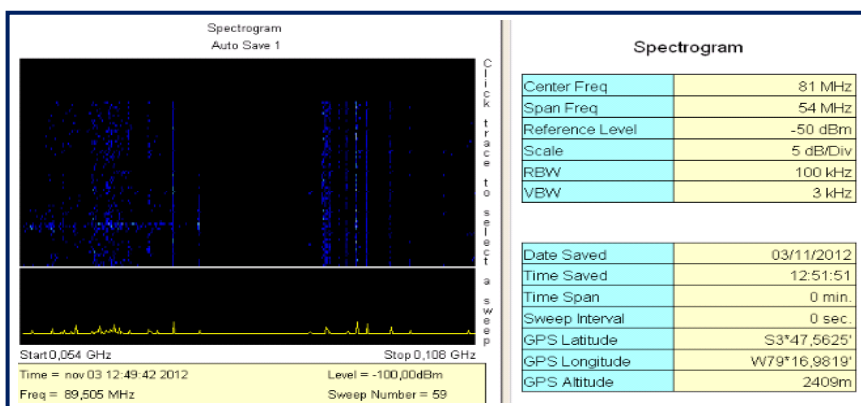 Spectrogram
Auto Save 1
Click trace to select a sweep
Start 0,054 GHz Stop 0,108 GHz
Time = nov 03 12:49:42 2012 Level = -100,00dBm
Freq = 89,505 MHz Sweep Number = 59
Spectrogram
Center Freq 81 MHz
Span Freq 54 MHz
Reference Level -50 dBm
Scale 5 dB/Div
RBW 100 kHz
VBW 3 kHz
Date Saved 03/11/2012
Time Saved 12:51:51
Time Span 0 min.
Sweep Interval 0 sec.
GPS Latitude S3*47,5625'
GPS Longitude W79*16,9819'
GPS Altitude 2409m